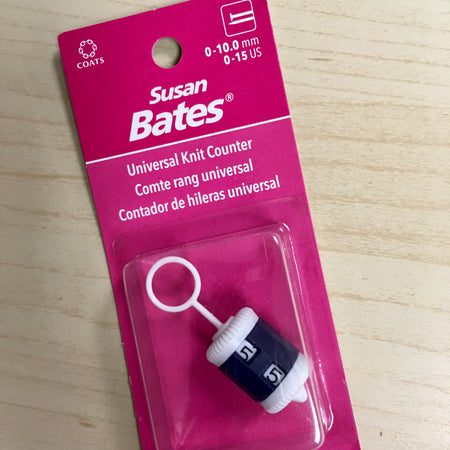 COATS
0-10.0 mm
0-15 US
Susan
Bates®
Universal Knit Counter
Comte rang universal
Contador de hileras universal
5
5